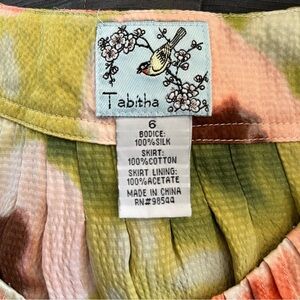 Tabitha
6
BODICE:
100%SILK
SKIRT:
100%COTTON
SKIRT LINING:
100%ACETATE
MADE IN CHINA
RN#98544